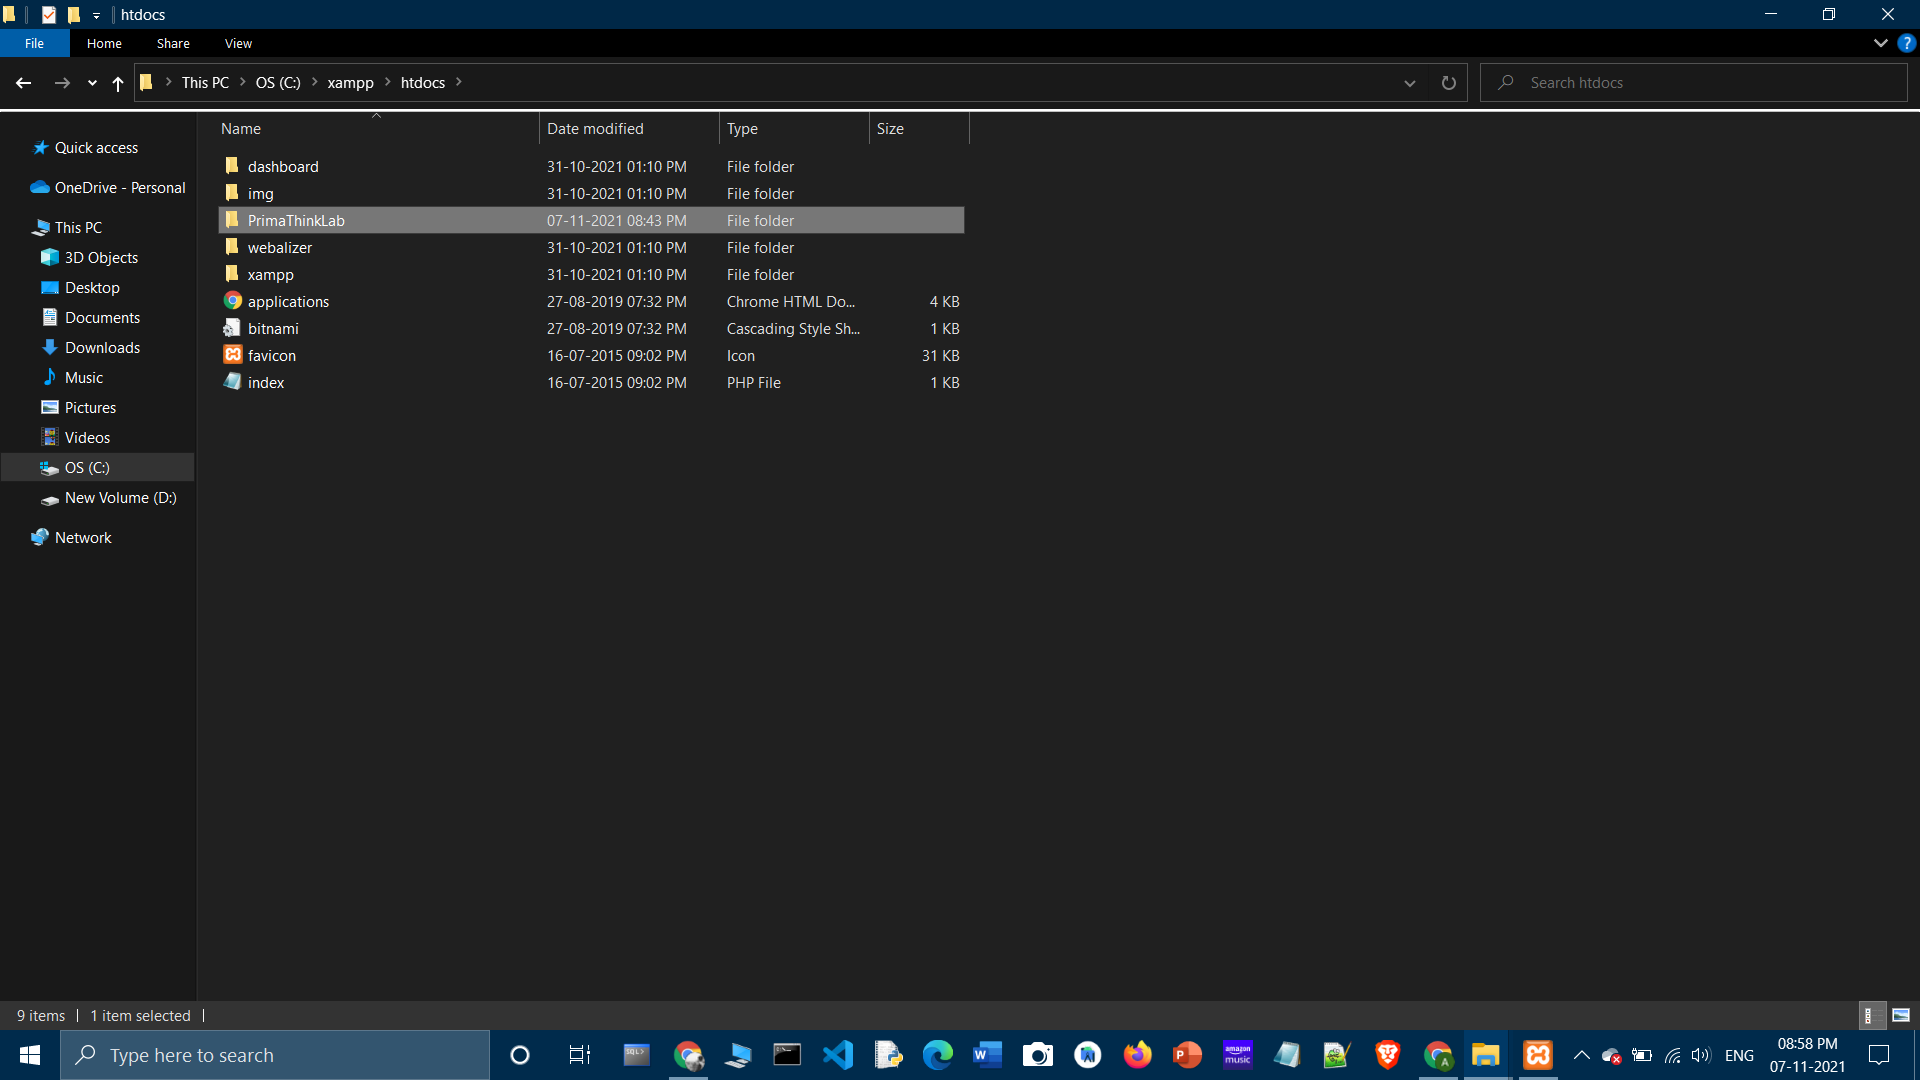 htdocs
File Home Share View
This PC OS (C:) xampp htdocs
Search htdocs
Name Date modified Type Size
Quick access
OneDrive - Personal
This PC
3D Objects
Desktop
Documents
Downloads
Music
Pictures
Videos
OS (C:)
New Volume (D:)
Network
dashboard 31-10-2021 01:10 PM File folder
img 31-10-2021 01:10 PM File folder
PrimaThinkLab 07-11-2021 08:43 PM File folder
webalizer 31-10-2021 01:10 PM File folder
xampp 31-10-2021 01:10 PM File folder
applications 27-08-2019 07:32 PM Chrome HTML Do... 4 KB
bitnami 27-08-2019 07:32 PM Cascading Style Sh... 1 KB
favicon 16-07-2015 09:02 PM Icon 31 KB
index 16-07-2015 09:02 PM PHP File 1 KB
9 items 1 item selected
Type here to search
SQL>
amazon music
ENG
08:58 PM
07-11-2021